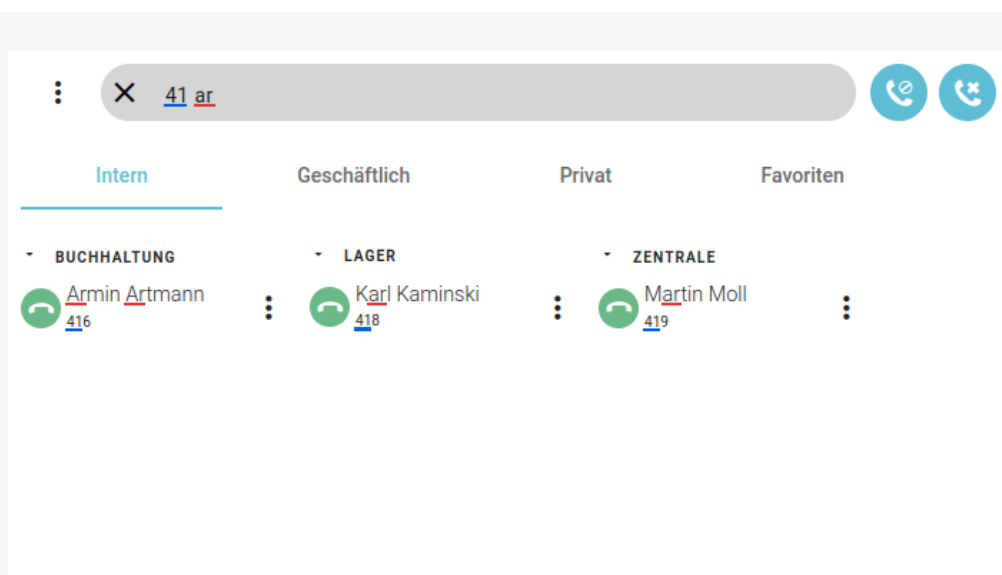 41 ar
Intern Geschäftlich Privat Favoriten
BUCHHALTUNG LAGER ZENTRALE
Armin Artmann Karl Kaminski Martin Moll
416 418 419